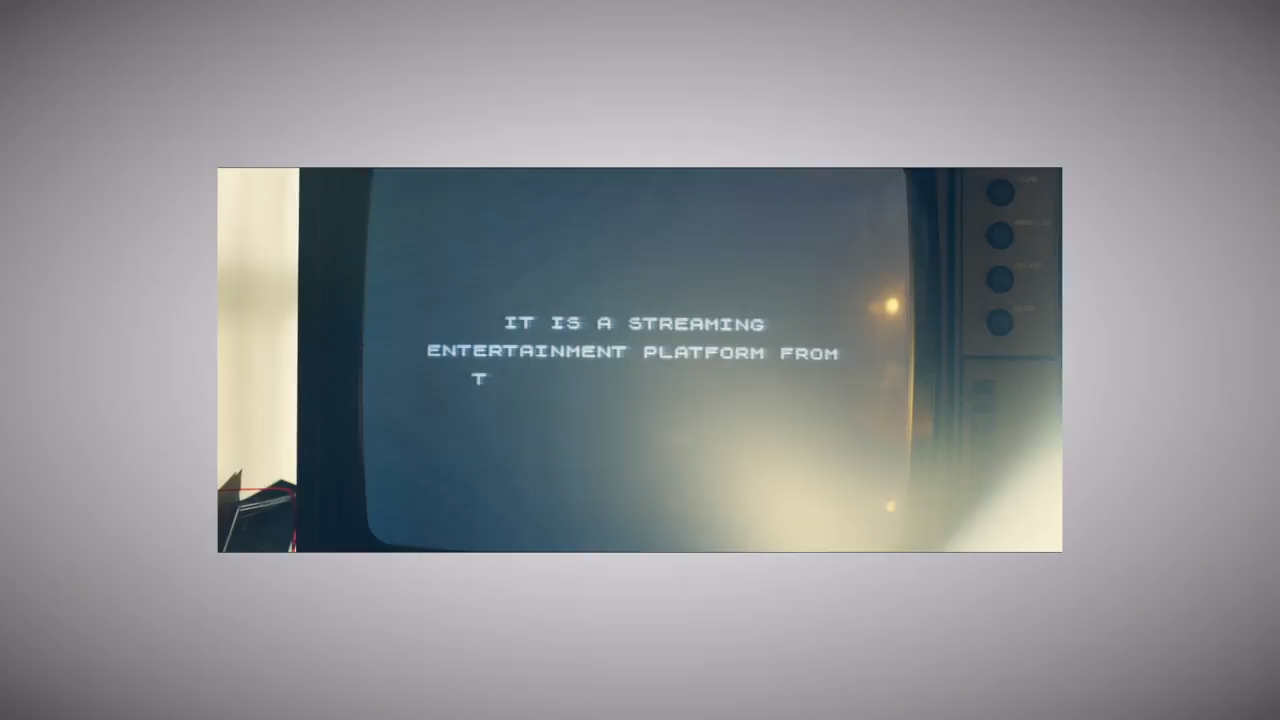 IT IS A STREAMING
ENTERTAINMENT PLATFORM FROM
T